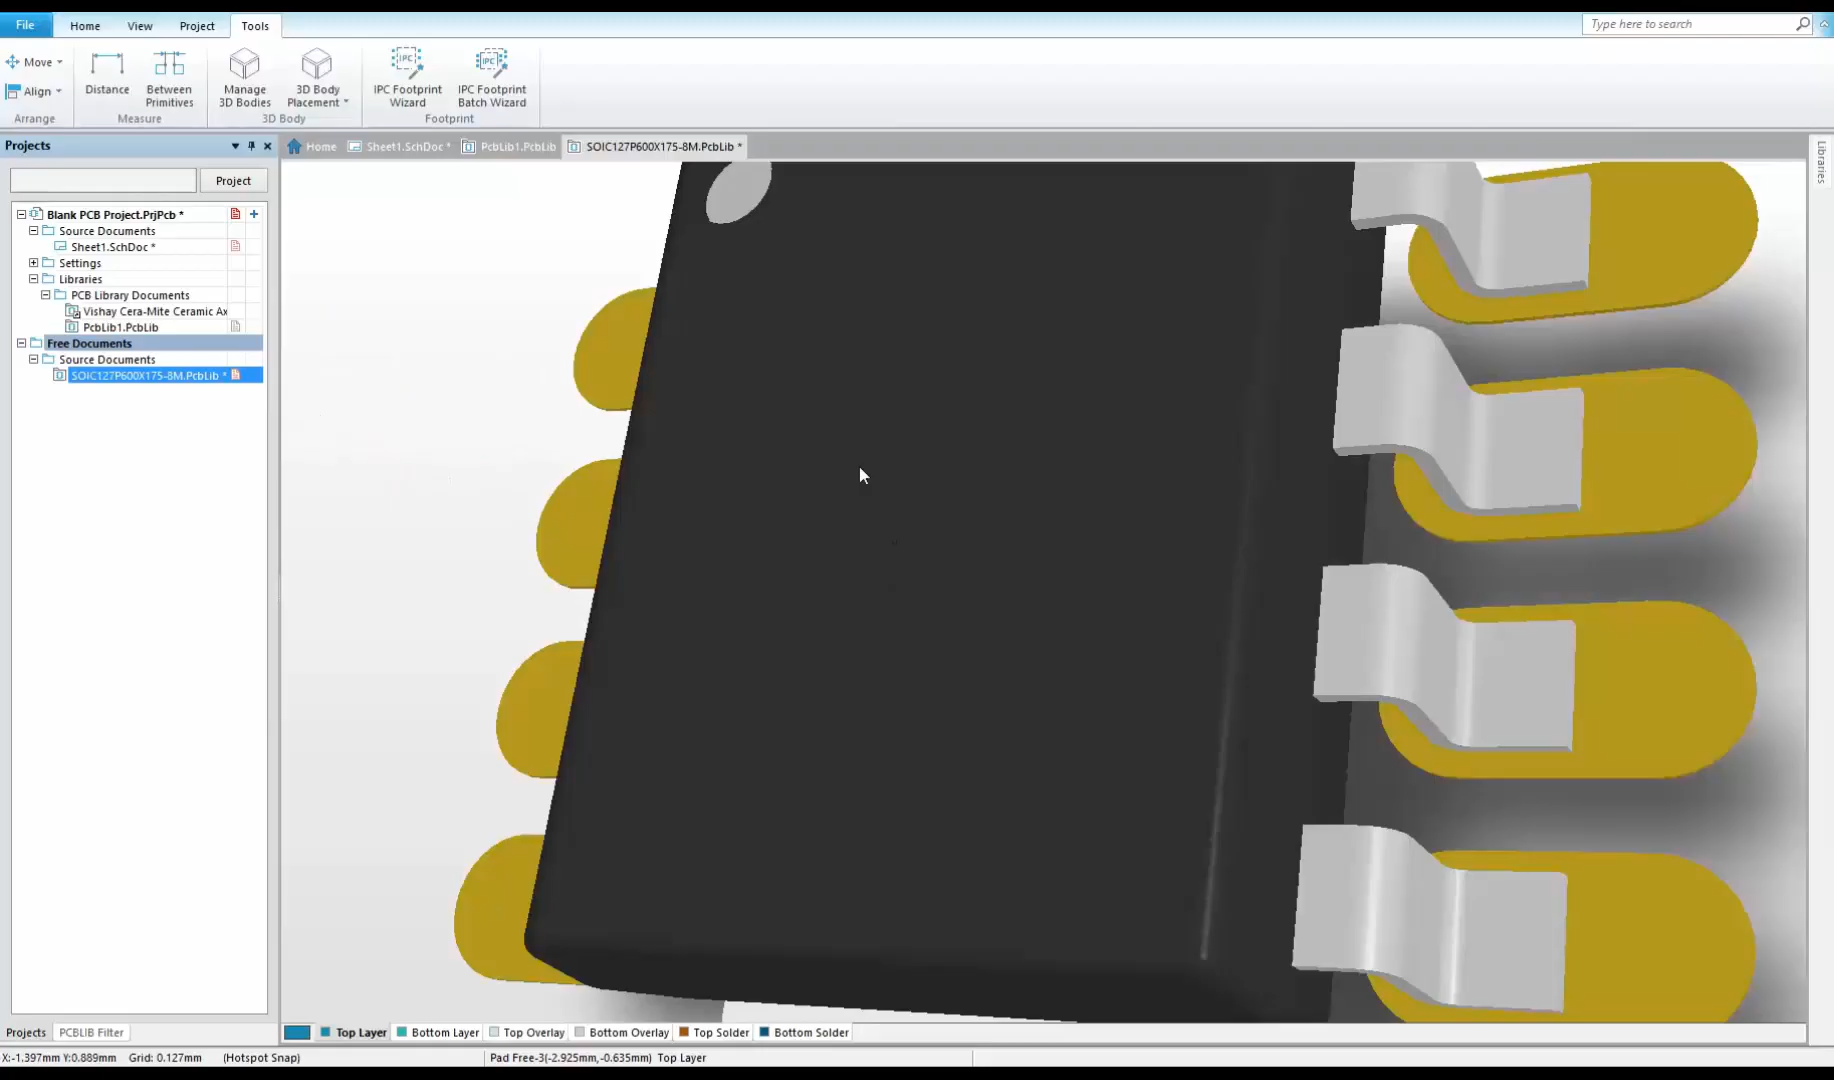 File Home View Project Tools
Type here to search
Move
Align
Arrange
Distance
Between Primitives
Measure
Manage 3D Bodies
3D Body Placement
3D Body
IPC Footprint Wizard
IPC Footprint Batch Wizard
Footprint
IPC
IPC
Projects
Home Sheet1.SchDoc * PcbLib1.PcbLib SOIC127P600X175-8M.PcbLib *
Libraries
Project
Blank PCB Project.PrjPcb *
Source Documents
Sheet1.SchDoc *
Settings
Libraries
PCB Library Documents
Vishay Cera-Mite Ceramic Ax
PcbLib1.PcbLib
Free Documents
Source Documents
SOIC127P600X175-8M.PcbLib *
Projects PCBLIB Filter
Top Layer Bottom Layer Top Overlay Bottom Overlay Top Solder Bottom Solder
X:-1.397mm Y:0.889mm Grid: 0.127mm (Hotspot Snap) Pad Free-3(-2.925mm,-0.635mm) Top Layer